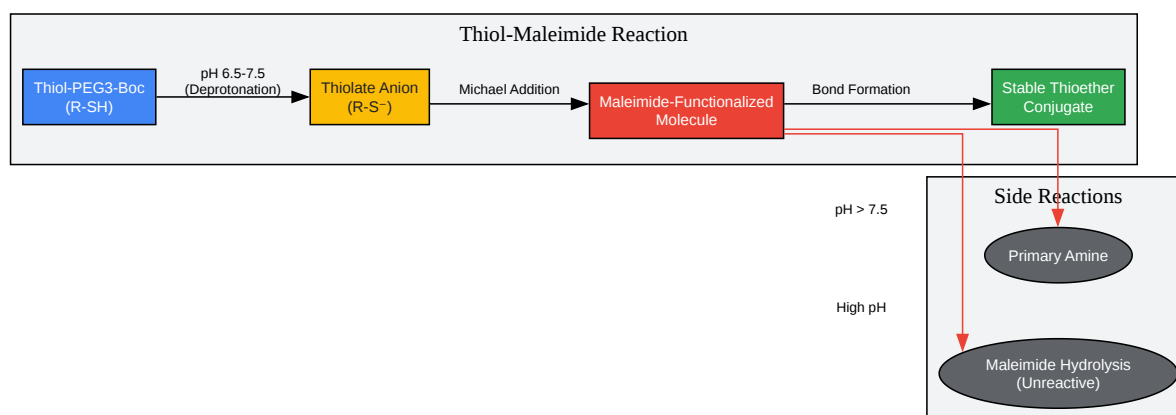 Thiol-Maleimide Reaction
Thiol-PEG3-Boc
(R-SH)
pH 6.5-7.5
(Deprotonation)
Thiolate Anion
(R-S⁻)
Michael Addition
Maleimide-Functionalized
Molecule
Bond Formation
Stable Thioether
Conjugate
Side Reactions
pH > 7.5
Primary Amine
High pH
Maleimide Hydrolysis
(Unreactive)